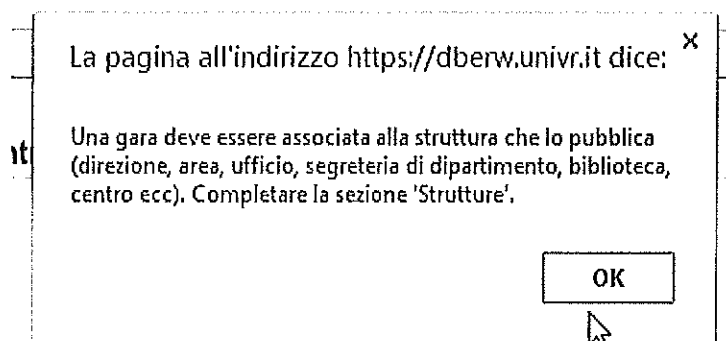 La pagina all'indirizzo https://dberw.univr.it dice:
×
Una gara deve essere associata alla struttura che lo pubblica
(direzione, area, ufficio, segreteria di dipartimento, biblioteca,
centro ecc). Completare la sezione 'Strutture'.
OK